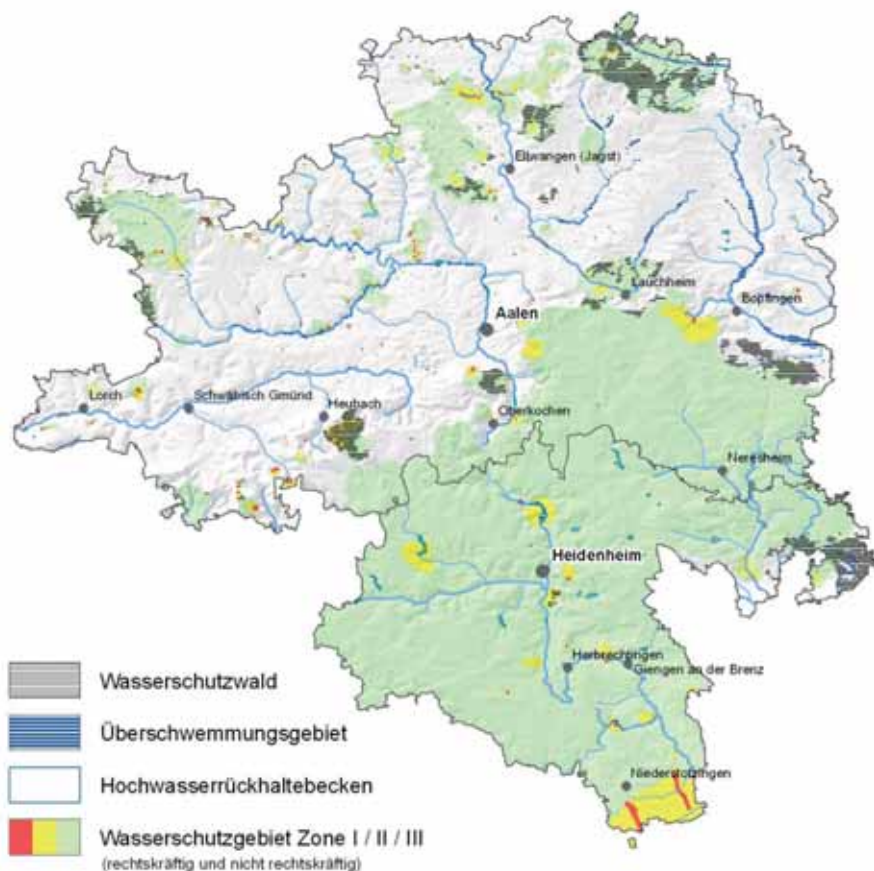 Ellwangen (Jagst)
Lauchheim
Bopfingen
Aalen
Lorch
Schwäbisch Gmünd
Heubach
Oberkochen
Neresheim
Heidenheim
Herbrechtingen
Giengen an der Brenz
Niederstotzingen
Wasserschutzwald
Überschwemmungsgebiet
Hochwasserrückhaltebecken
Wasserschutzgebiet Zone I / II / III
(rechtskräftig und nicht rechtskräftig)